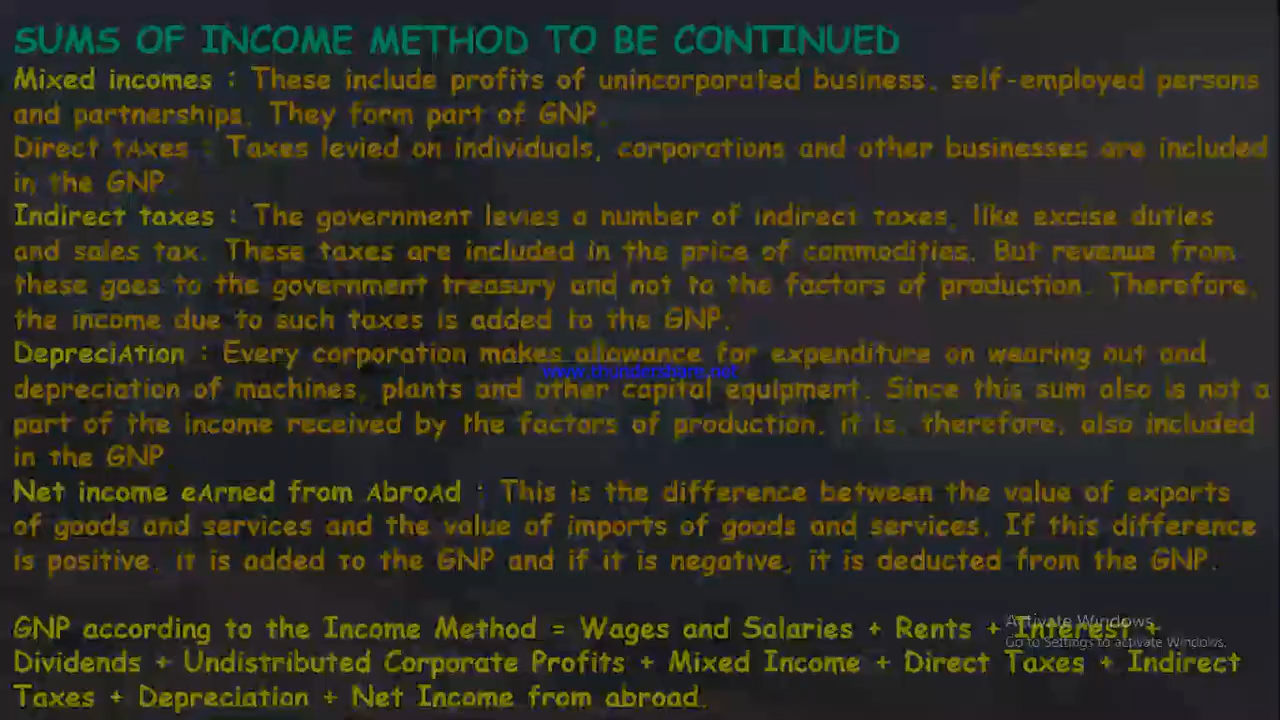 SUMS OF INCOME METHOD TO BE CONTINUED
Mixed incomes : These include profits of unincorporated business, self-employed persons
and partnerships. They form part of GNP.
Direct tAxes : Taxes levied on individuals, corporations and other businesses are included
in the GNP
Indirect taxes : The government levies a number of indirect taxes, like excise duties
and sales tax. These taxes are included in the price of commodities. But revenue from
these goes to the government treasury and not to the factors of production. Therefore,
the income due to such taxes is added to the GNP.
DepreciAtion : Every corporation makes allowance for expenditure on wearing out and
www.thundershare.net
depreciation of machines, plants and other capital equipment. Since this sum also is not a
part of the income received by the factors of production, it is, therefore, also included
in the GNP
Net income eArned from AbroAd : This is the difference between the value of exports
of goods and services and the value of imports of goods and services. If this difference
is positive, it is added to the GNP and if it is negative, it is deducted from the GNP.
GNP according to the Income Method = Wages and Salaries + Rents + Interest +
Dividends + Undistributed Corporate Profits + Mixed Income + Direct Taxes + Indirect
Taxes + Depreciation + Net Income from abroad.
Activate Windows
Go to Settings to activate Windows.